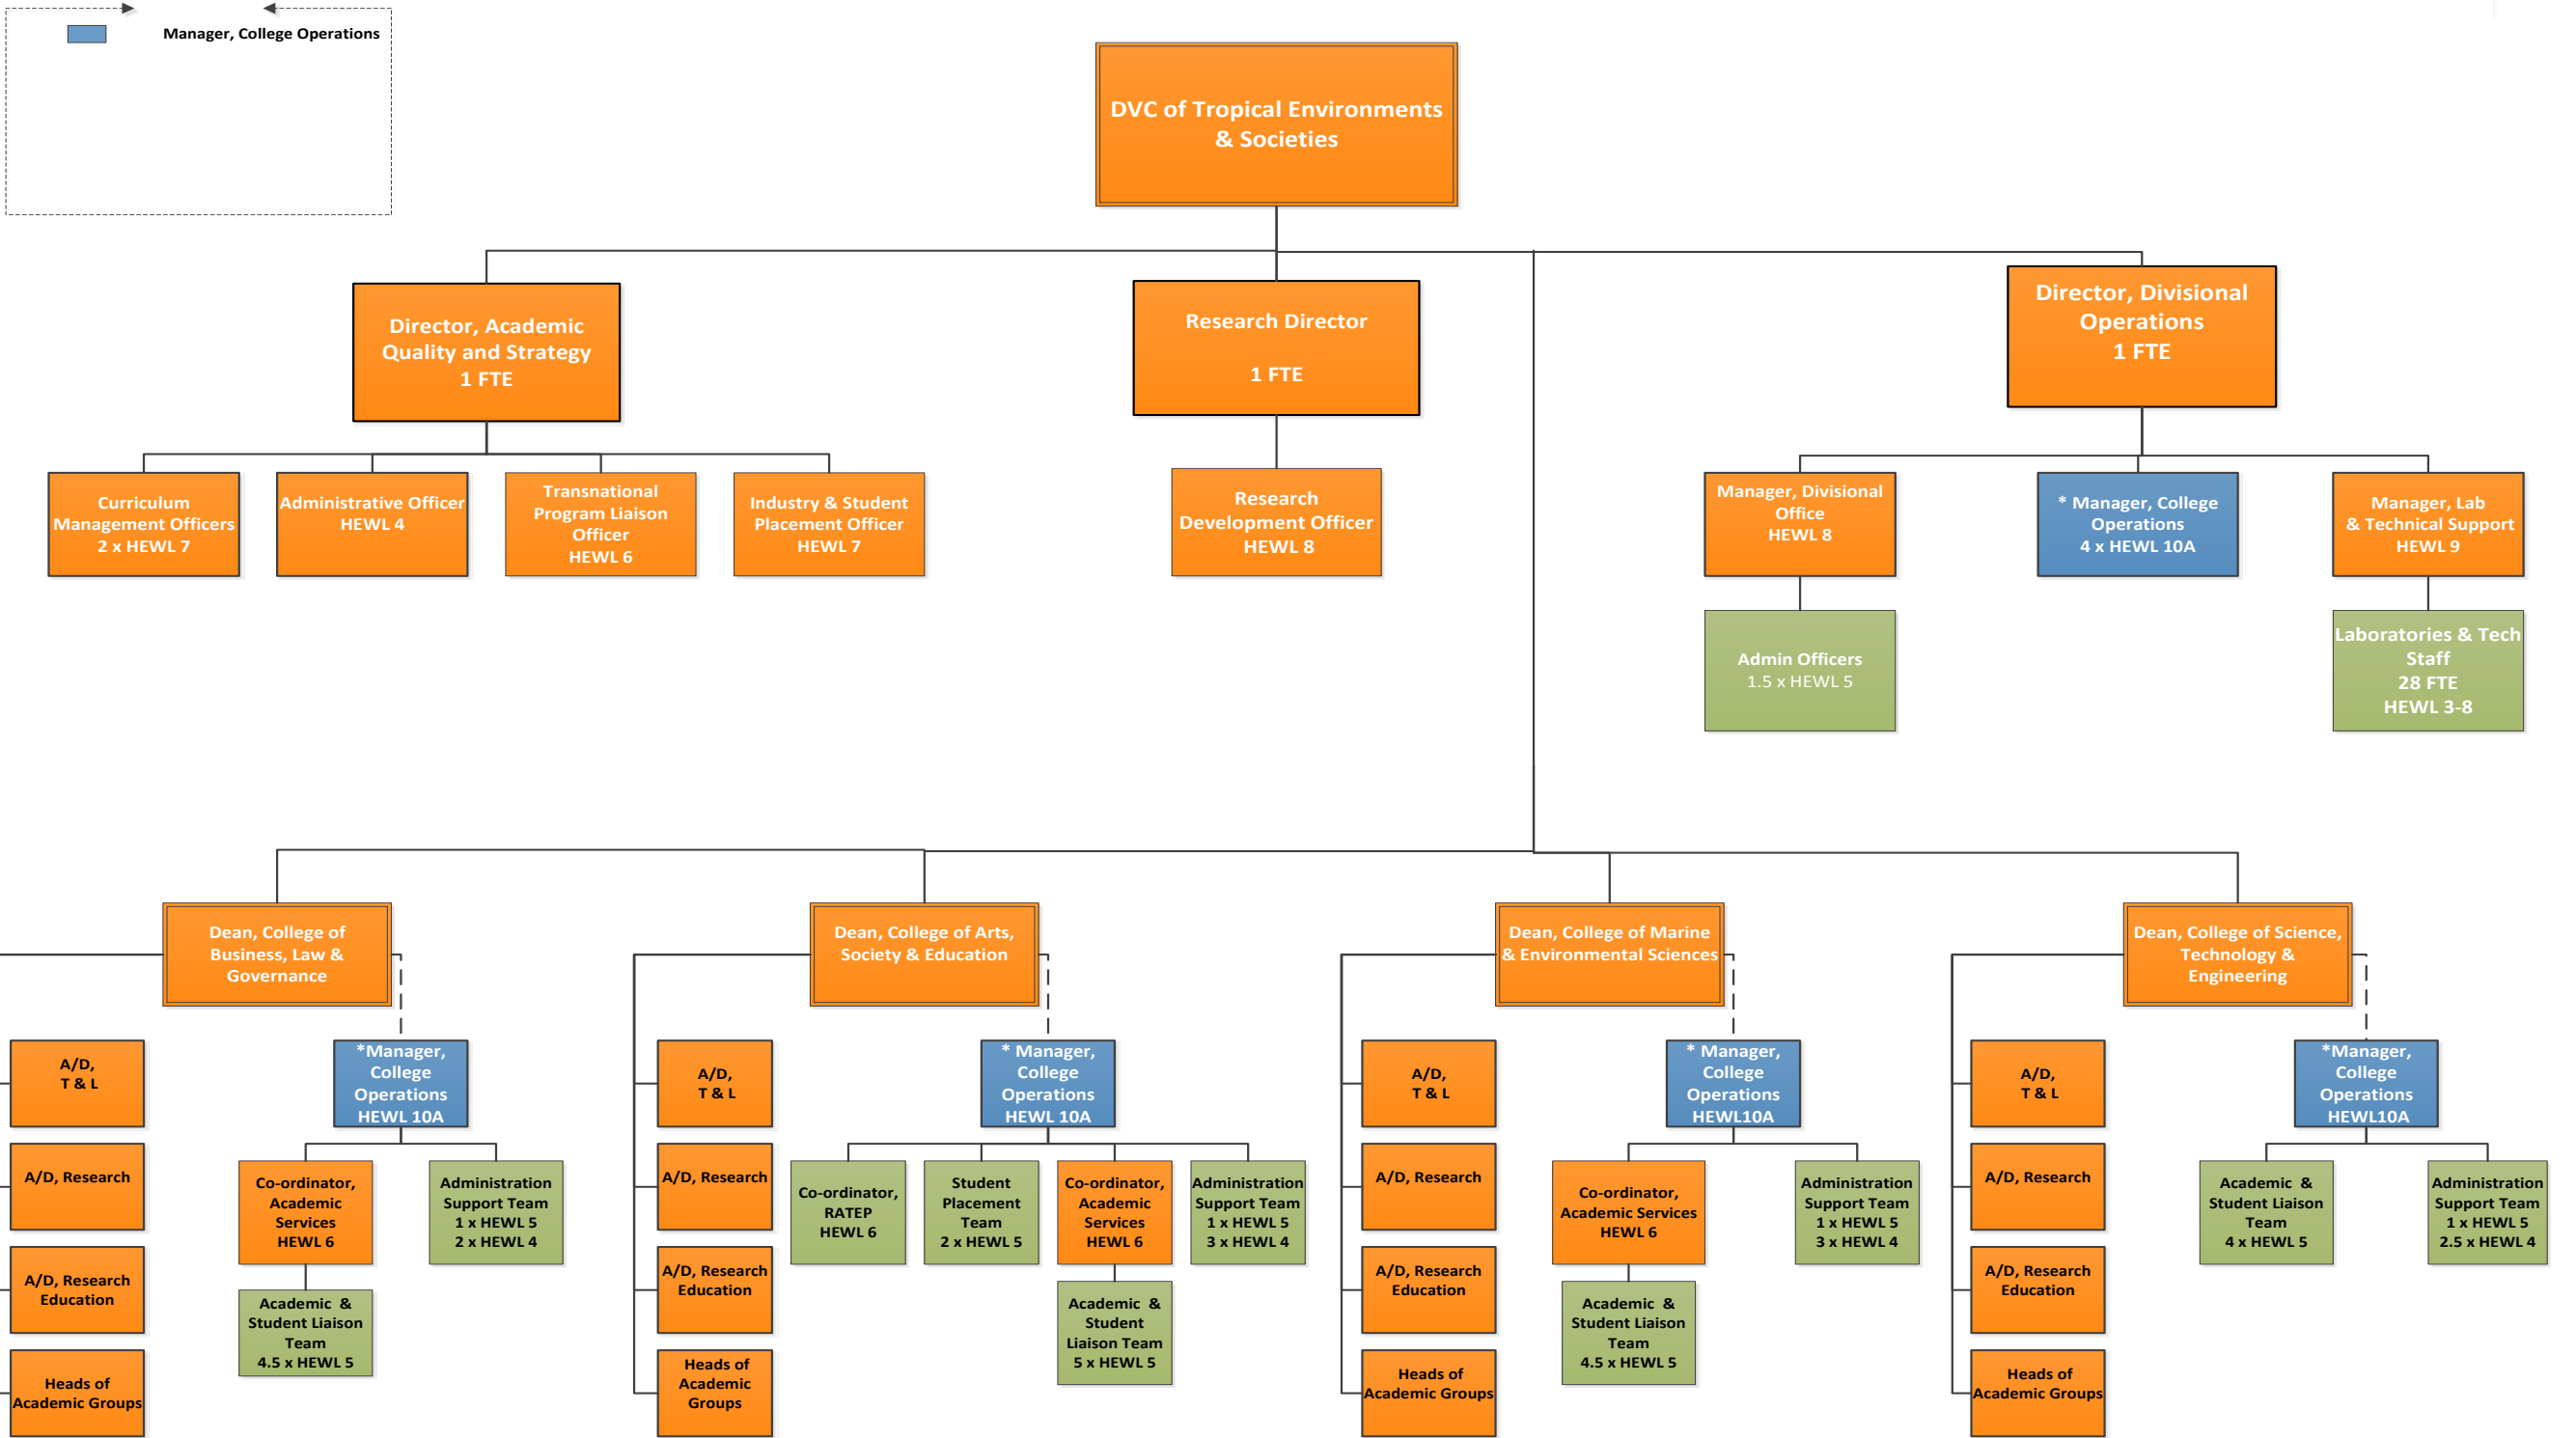 Manager, College Operations
DVC of Tropical Environments
& Societies
Director, Academic
Quality and Strategy
1 FTE
Research Director
1 FTE
Director, Divisional
Operations
1 FTE
Curriculum
Management Officers
2 x HEWL 7
Administrative Officer
HEWL 4
Transnational
Program Liaison
Officer
HEWL 6
Industry & Student
Placement Officer
HEWL 7
Research
Development Officer
HEWL 8
Manager, Divisional
Office
HEWL 8
* Manager, College
Operations
4 x HEWL 10A
Manager, Lab
& Technical Support
HEWL 9
Admin Officers
1.5 x HEWL 5
Laboratories & Tech
Staff
28 FTE
HEWL 3-8
Dean, College of
Business, Law &
Governance
Dean, College of Arts,
Society & Education
Dean, College of Marine
& Environmental Sciences
Dean, College of Science,
Technology &
Engineering
A/D,
T & L
*Manager,
College
Operations
HEWL 10A
A/D, Research
Co-ordinator,
Academic
Services
HEWL 6
Administration
Support Team
1 x HEWL 5
2 x HEWL 4
A/D, Research
Education
Academic &
Student Liaison
Team
4.5 x HEWL 5
Heads of
Academic Groups
A/D,
T & L
* Manager,
College
Operations
HEWL 10A
A/D, Research
Co-ordinator,
RATEP
HEWL 6
Student
Placement
Team
2 x HEWL 5
Co-ordinator,
Academic
Services
HEWL 6
Administration
Support Team
1 x HEWL 5
3 x HEWL 4
A/D, Research
Education
Academic &
Student
Liaison Team
5 x HEWL 5
Heads of
Academic
Groups
A/D,
T & L
* Manager,
College
Operations
HEWL10A
A/D, Research
Co-ordinator,
Academic Services
HEWL 6
Administration
Support Team
1 x HEWL 5
3 x HEWL 4
A/D, Research
Education
Academic &
Student Liaison
Team
4.5 x HEWL 5
Heads of
Academic Groups
A/D,
T & L
*Manager,
College
Operations
HEWL10A
A/D, Research
Academic &
Student Liaison
Team
4 x HEWL 5
Administration
Support Team
1 x HEWL 5
2.5 x HEWL 4
A/D, Research
Education
Heads of
Academic Groups